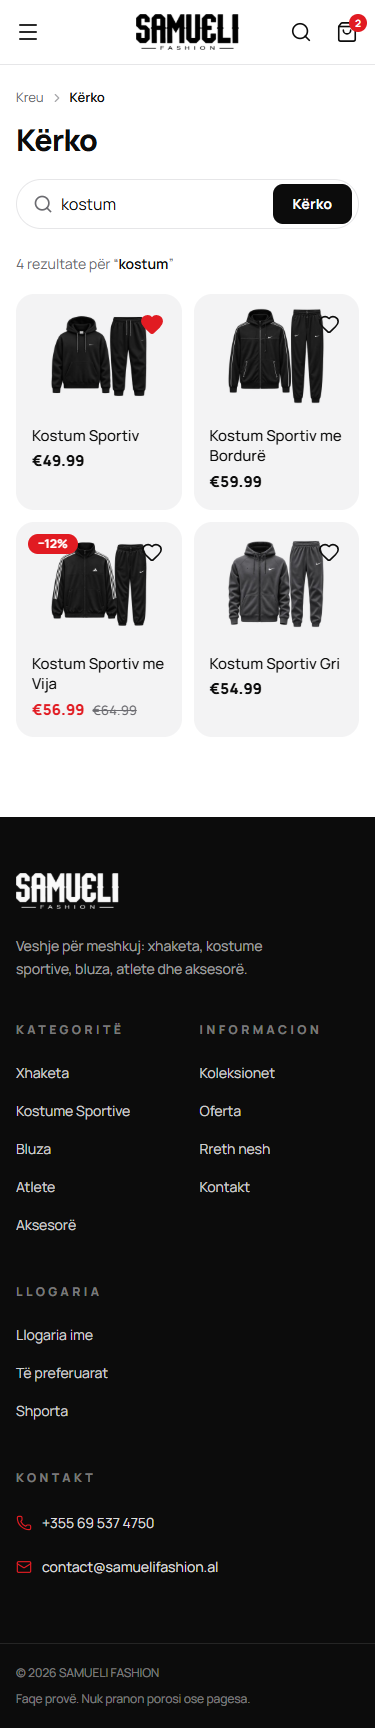 SAMUELI
FASHION
2
Kreu > Kërko
Kërko
kostum
Kërko
4 rezultate për “kostum”
Kostum Sportiv
€49.99
Kostum Sportiv me
Bordurë
€59.99
−12%
Kostum Sportiv me
Vija
€56.99 €64.99
Kostum Sportiv Gri
€54.99
SAMUELI
FASHION
Veshje për meshkuj: xhaketa, kostume
sportive, bluza, atlete dhe aksesorë.
KATEGORITË
Xhaketa
Kostume Sportive
Bluza
Atlete
Aksesorë
INFORMACION
Koleksionet
Oferta
Rreth nesh
Kontakt
LLOGARIA
Llogaria ime
Të preferuarat
Shporta
KONTAKT
+355 69 537 4750
contact@samuelifashion.al
© 2026 SAMUELI FASHION
Faqe provë. Nuk pranon porosi ose pagesa.